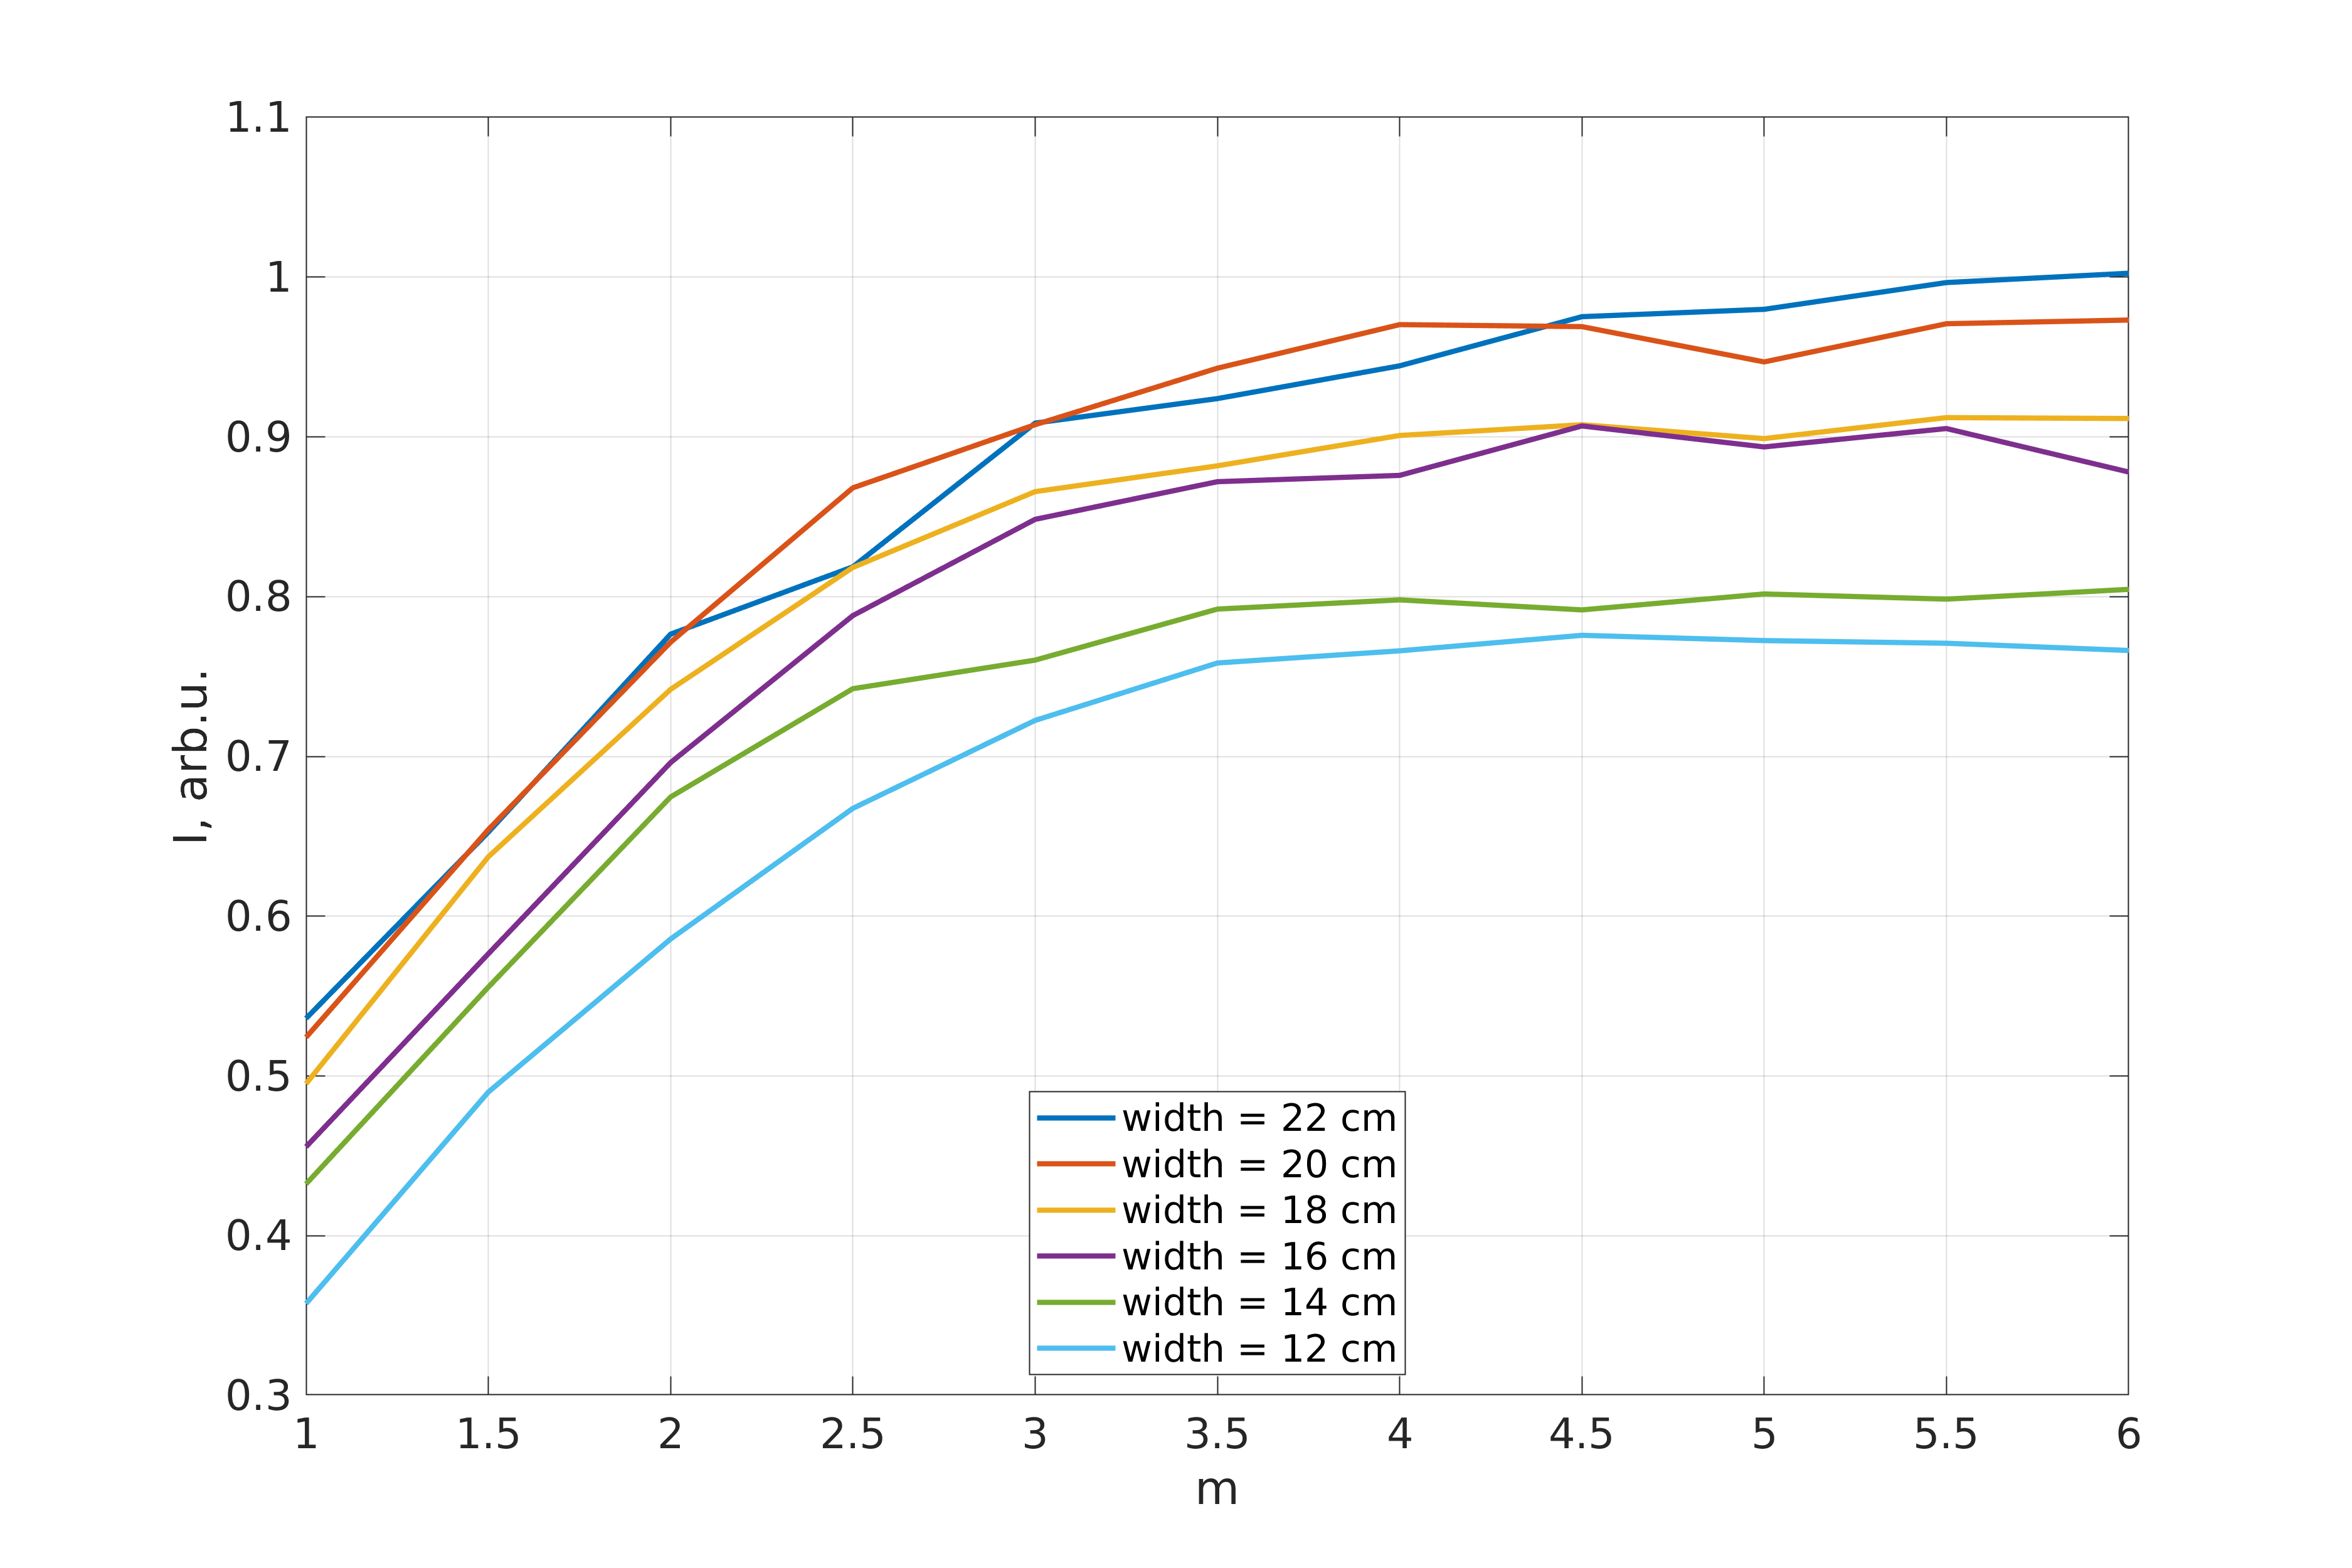 1.1
1
0.9
0.8
0.7
0.6
0.5
0.4
0.3
I, arb.u.
width = 22 cm
width = 20 cm
width = 18 cm
width = 16 cm
width = 14 cm
width = 12 cm
1 1.5 2 2.5 3 3.5 4 4.5 5 5.5 6
m